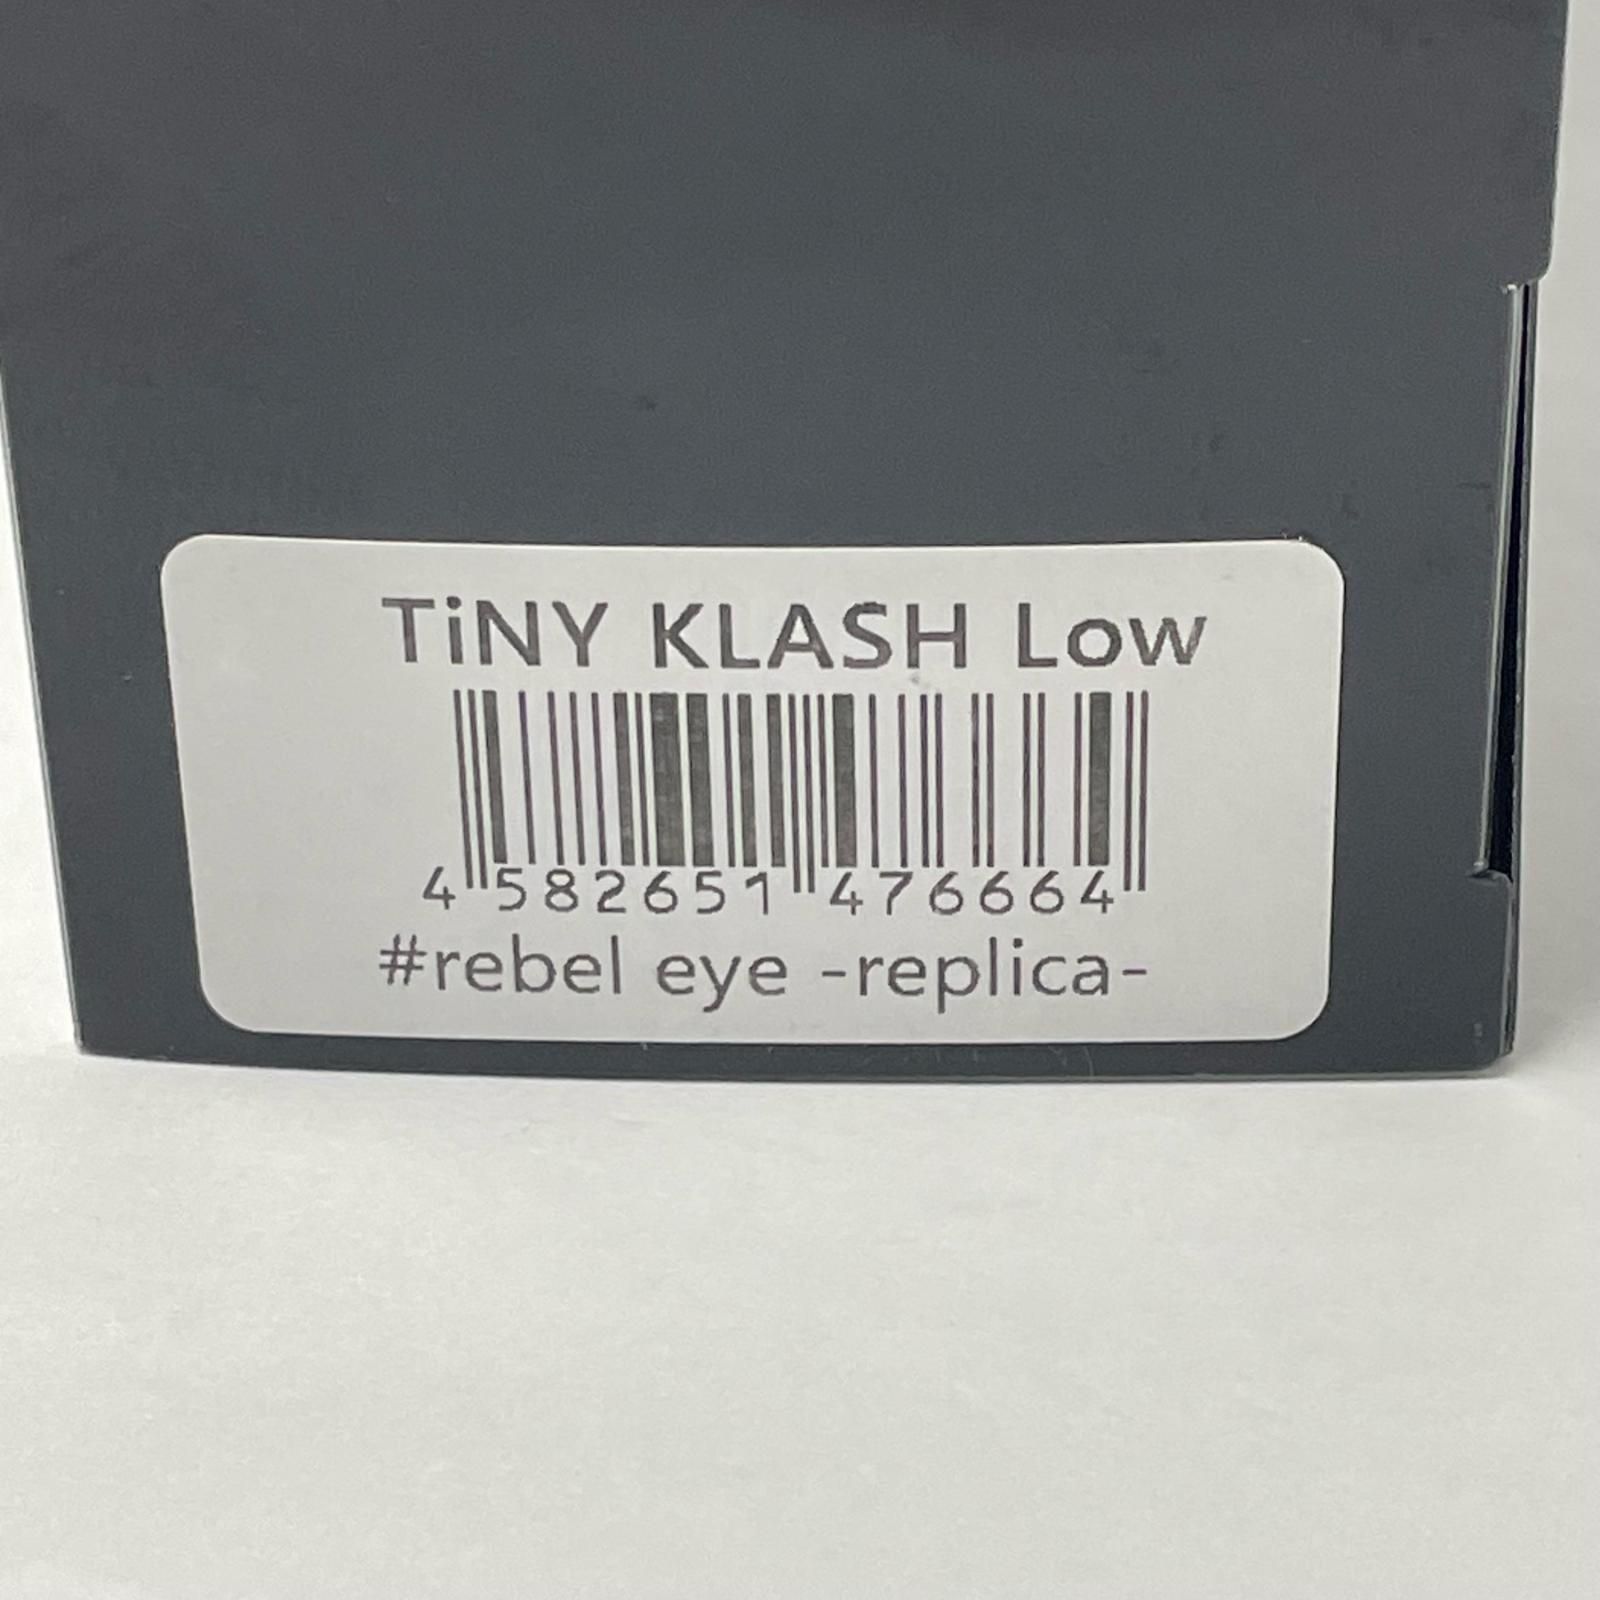 TiNY KLASH Low
4 582651 476664
#rebel eye -replica-